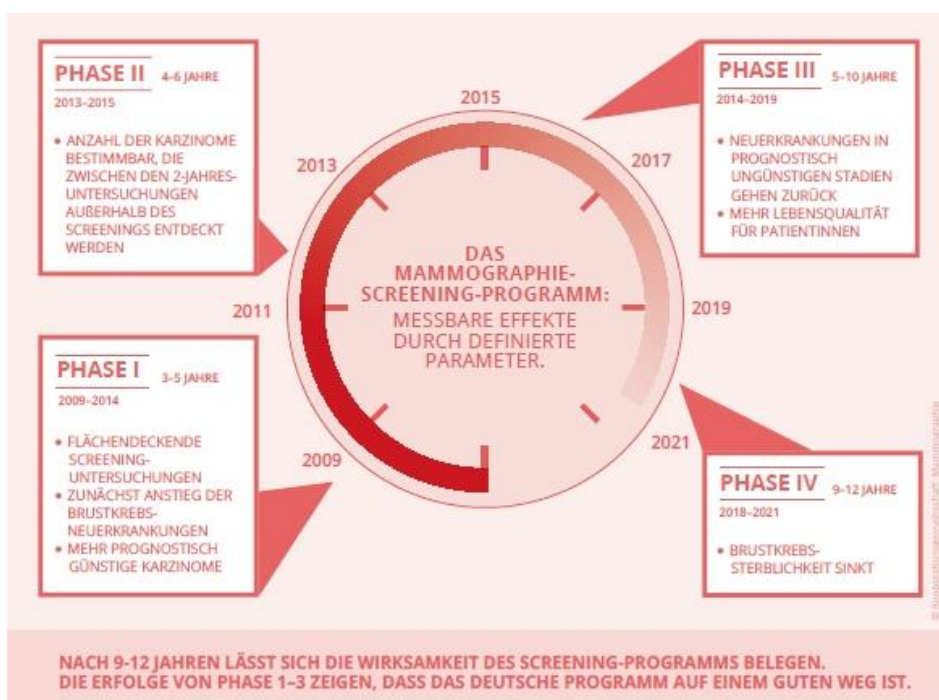 PHASE II 4-6 JAHRE
2013–2015
• ANZAHL DER KARZINOME
BESTIMMBAR, DIE
ZWISCHEN DEN 2-JAHRES-
UNTERSUCHUNGEN
AUßERHALB DES
SCREENINGS ENTDECKT
WERDEN
PHASE I 3–5 JAHRE
2009–2014
• FLÄCHENDECKENDE
SCREENING-
UNTERSUCHUNGEN
• ZUNÄCHST ANSTIEG DER
BRUSTKREBS-
NEUERKRANKUNGEN
• MEHR PROGNOSTISCH
GÜNSTIGE KARZINOME
2009
2011
2013
2015
2017
2019
2021
DAS
MAMMOGRAPHIE-
SCREENING-PROGRAMM:
MESSBARE EFFEKTE
DURCH DEFINIERTE
PARAMETER.
PHASE III 5–10 JAHRE
2014–2019
• NEUERKRANKUNGEN IN
PROGNOSTISCH
UNGÜNSTIGEN STADIEN
GEHEN ZURÜCK
• MEHR LEBENSQUALITÄT
FÜR PATIENTINNEN
PHASE IV 9–12 JAHRE
2018–2021
• BRUSTKREBS-
STERBLICHKEIT SINKT
© Kooperationsgemeinschaft Mammographie
NACH 9-12 JAHREN LÄSST SICH DIE WIRKSAMKEIT DES SCREENING-PROGRAMMS BELEGEN.
DIE ERFOLGE VON PHASE 1–3 ZEIGEN, DASS DAS DEUTSCHE PROGRAMM AUF EINEM GUTEN WEG IST.